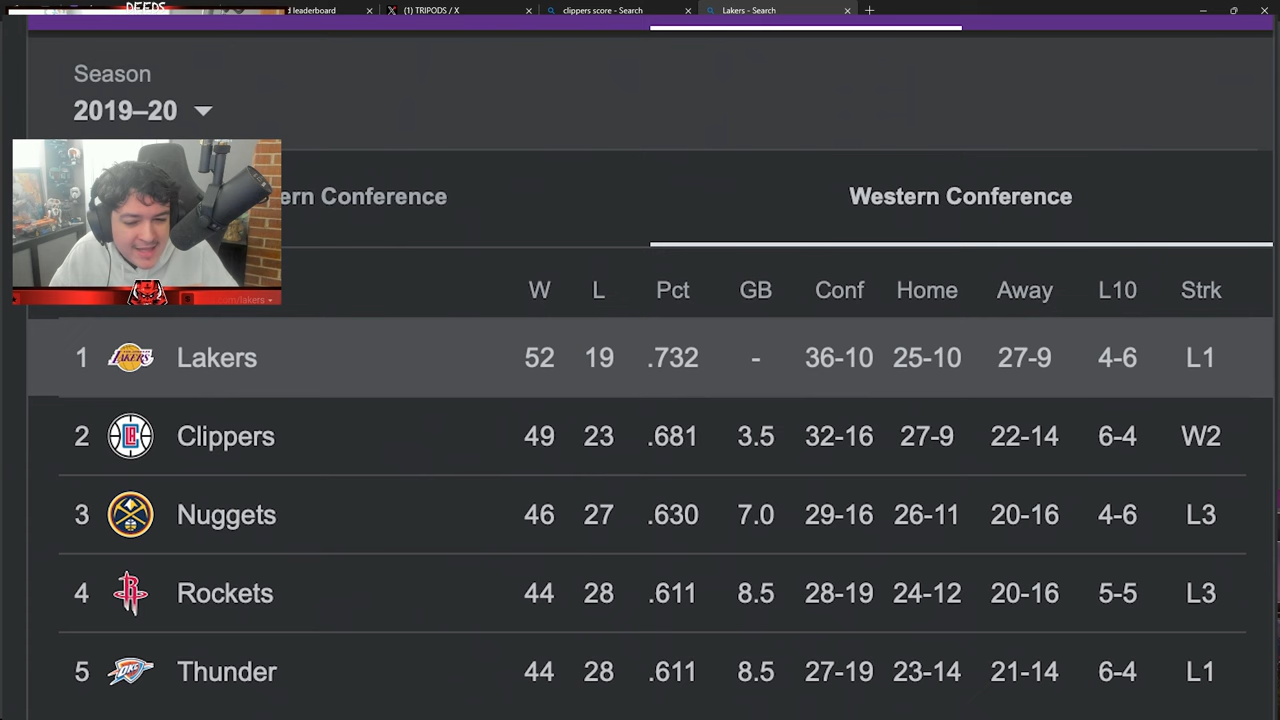 DEEDS
d leaderboard
(1) TRIPODS / X
clippers score - Search
Lakers - Search
Season
2019–20
ern Conference
Western Conference
W L Pct GB Conf Home Away L10 Strk
1 Lakers 52 19 .732 - 36-10 25-10 27-9 4-6 L1
2 Clippers 49 23 .681 3.5 32-16 27-9 22-14 6-4 W2
3 Nuggets 46 27 .630 7.0 29-16 26-11 20-16 4-6 L3
4 Rockets 44 28 .611 8.5 28-19 24-12 20-16 5-5 L3
5 Thunder 44 28 .611 8.5 27-19 23-14 21-14 6-4 L1